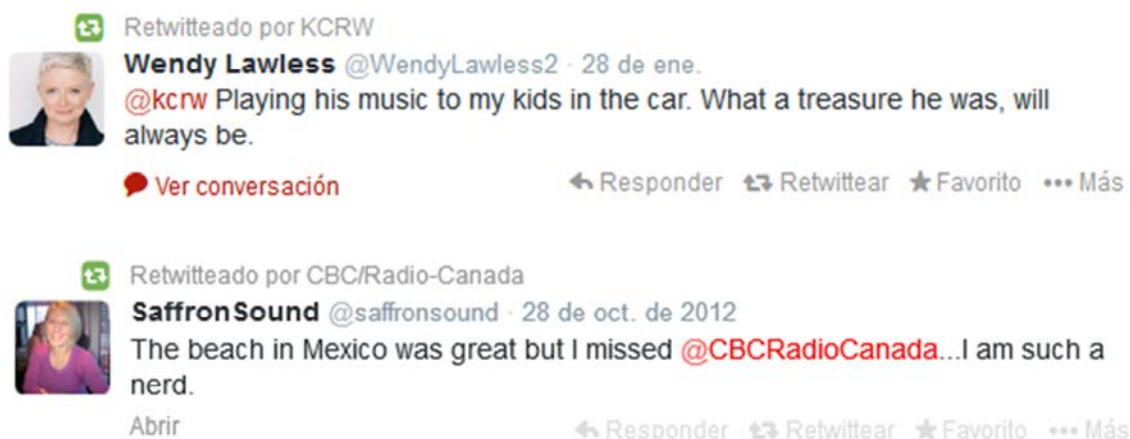 Retwitteado por KCRW
Wendy Lawless @WendyLawless2 · 28 de ene.
@kcrw Playing his music to my kids in the car. What a treasure he was, will
always be.
Ver conversación Responder Retwittear Favorito ••• Más
Retwitteado por CBC/Radio-Canada
SaffronSound @saffronsound · 28 de oct. de 2012
The beach in Mexico was great but I missed @CBCRadioCanada...I am such a
nerd.
Abrir Responder Retwittear Favorito ••• Más